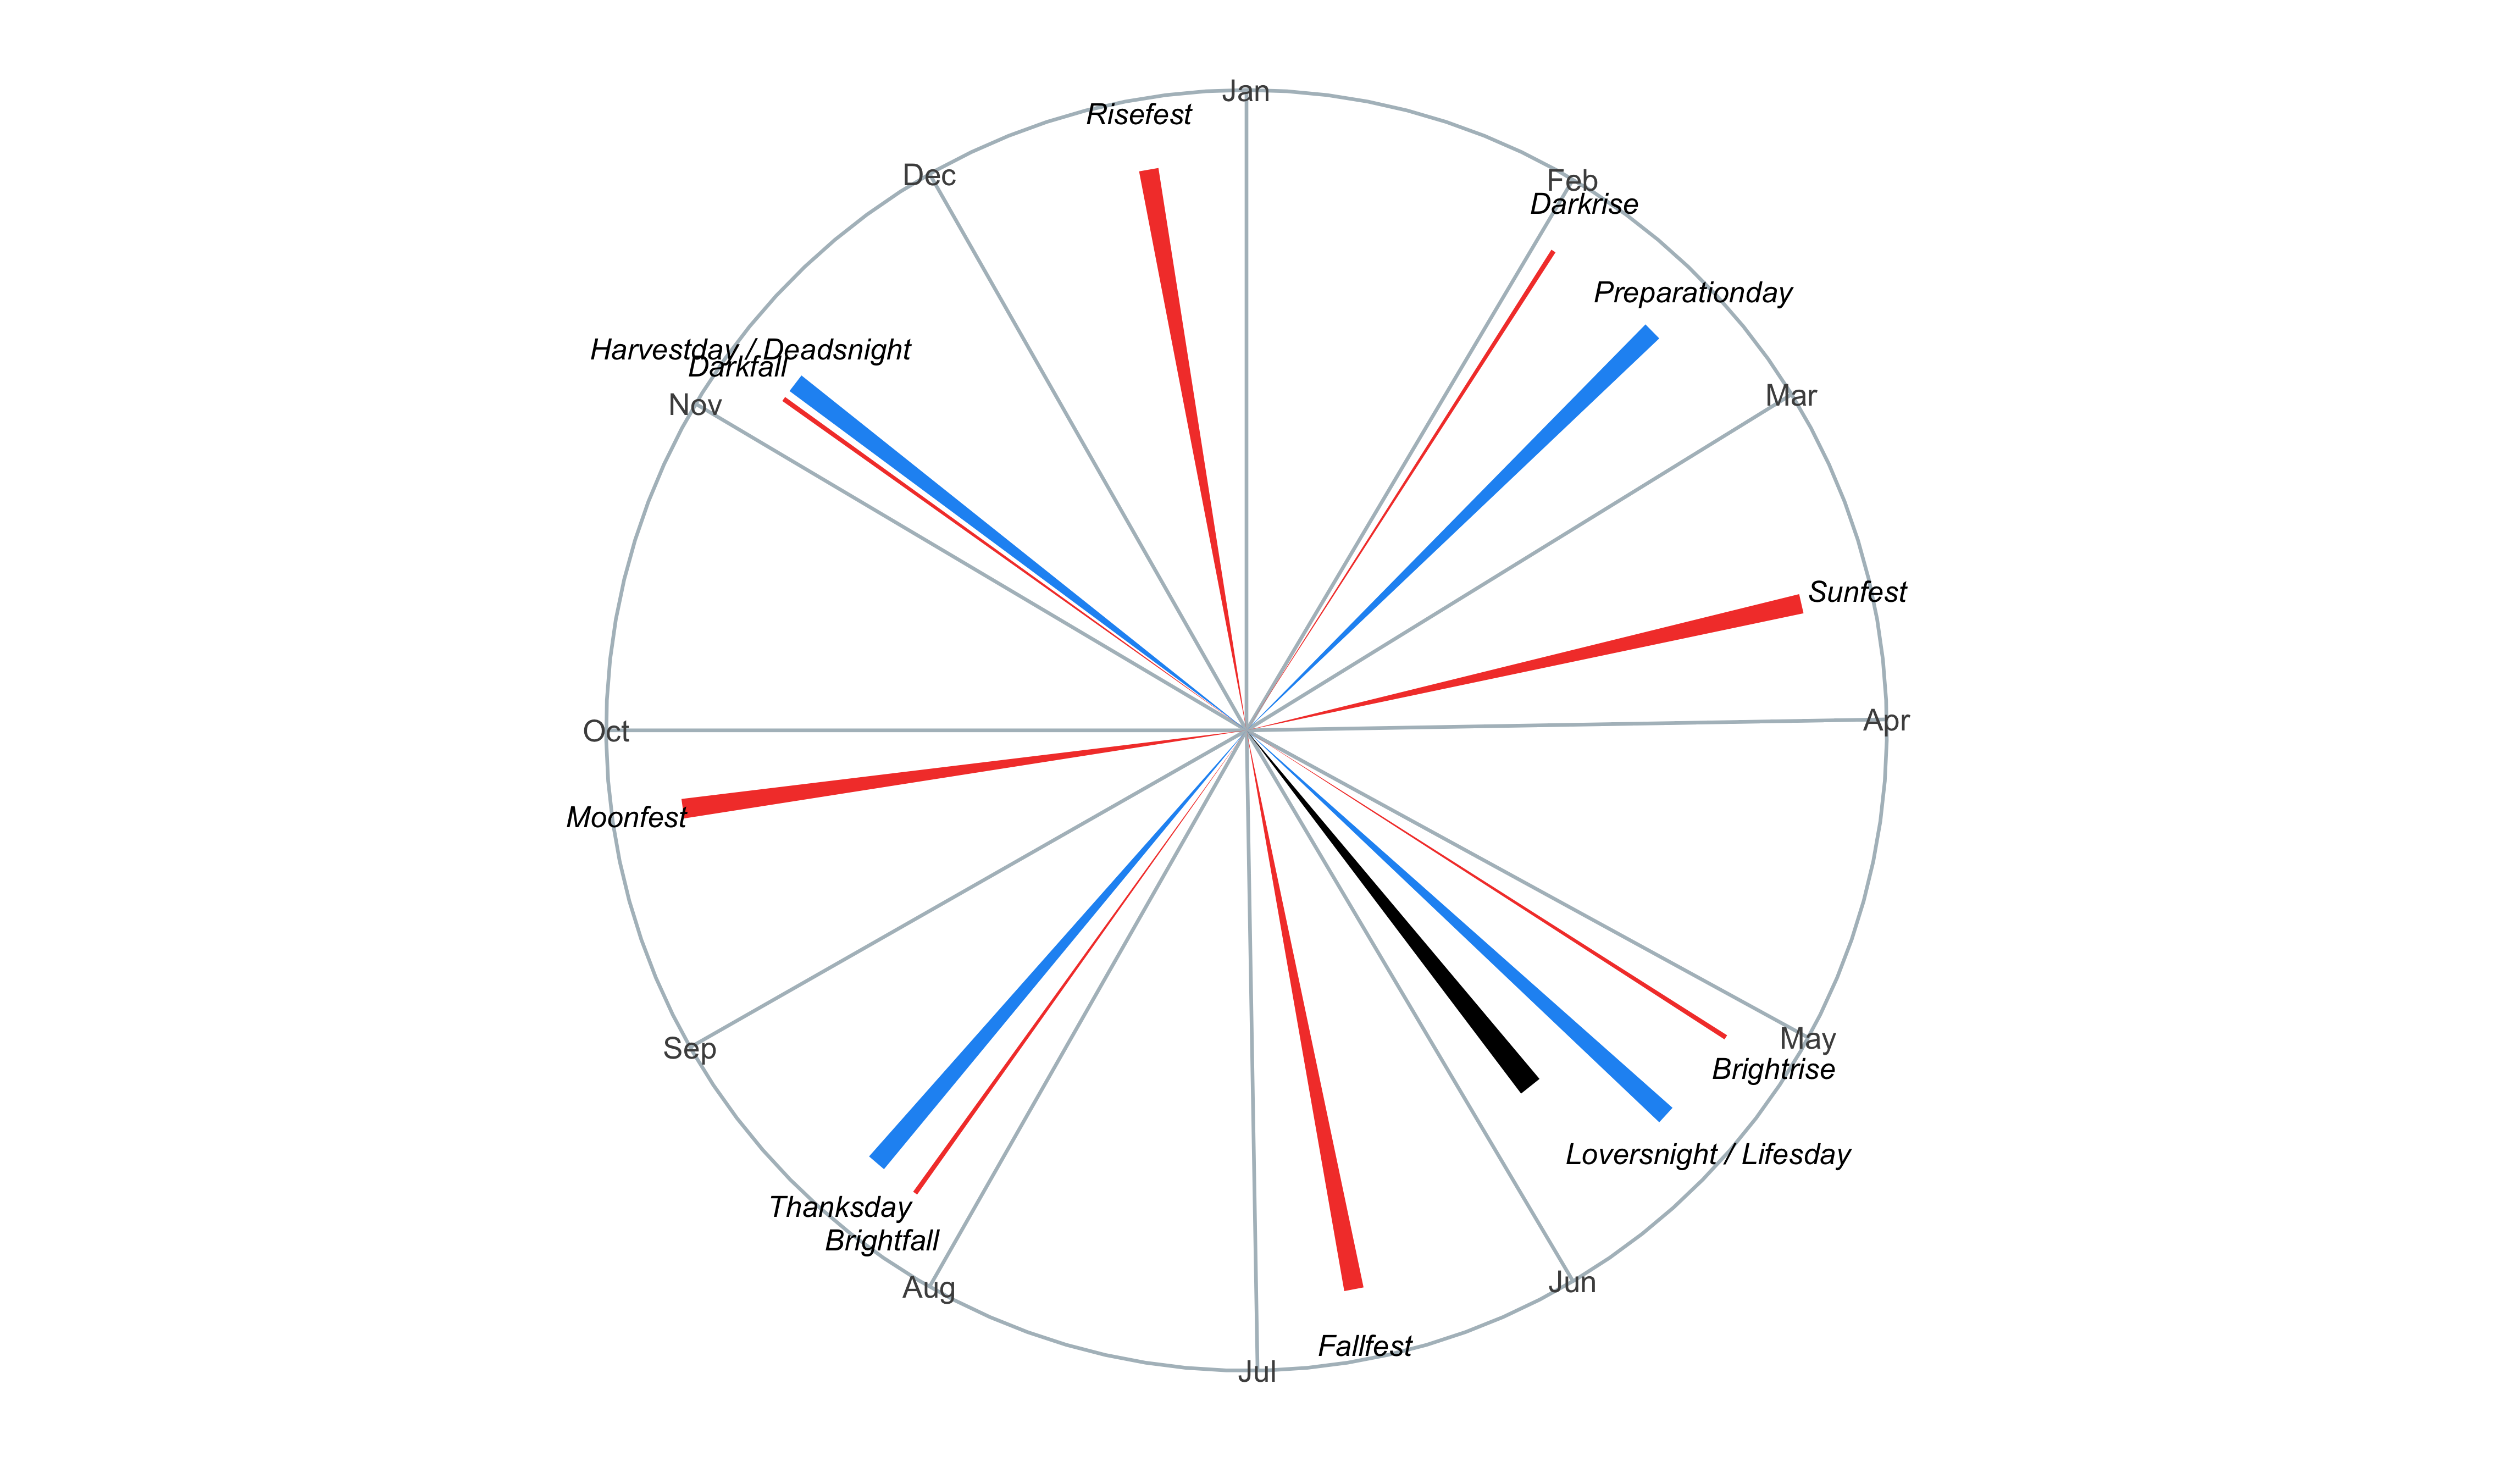 Jan
Risefest
Dec
Feb
Darkrise
Preparationday
Harvestday / Deadsnight
Darkfall
Mar
Nov
Sunfest
Apr
Oct
Moonfest
May
Sep
Brightrise
Loversnight / Lifesday
Thanksday
Brightfall
Jun
Aug
Fallfest
Jul